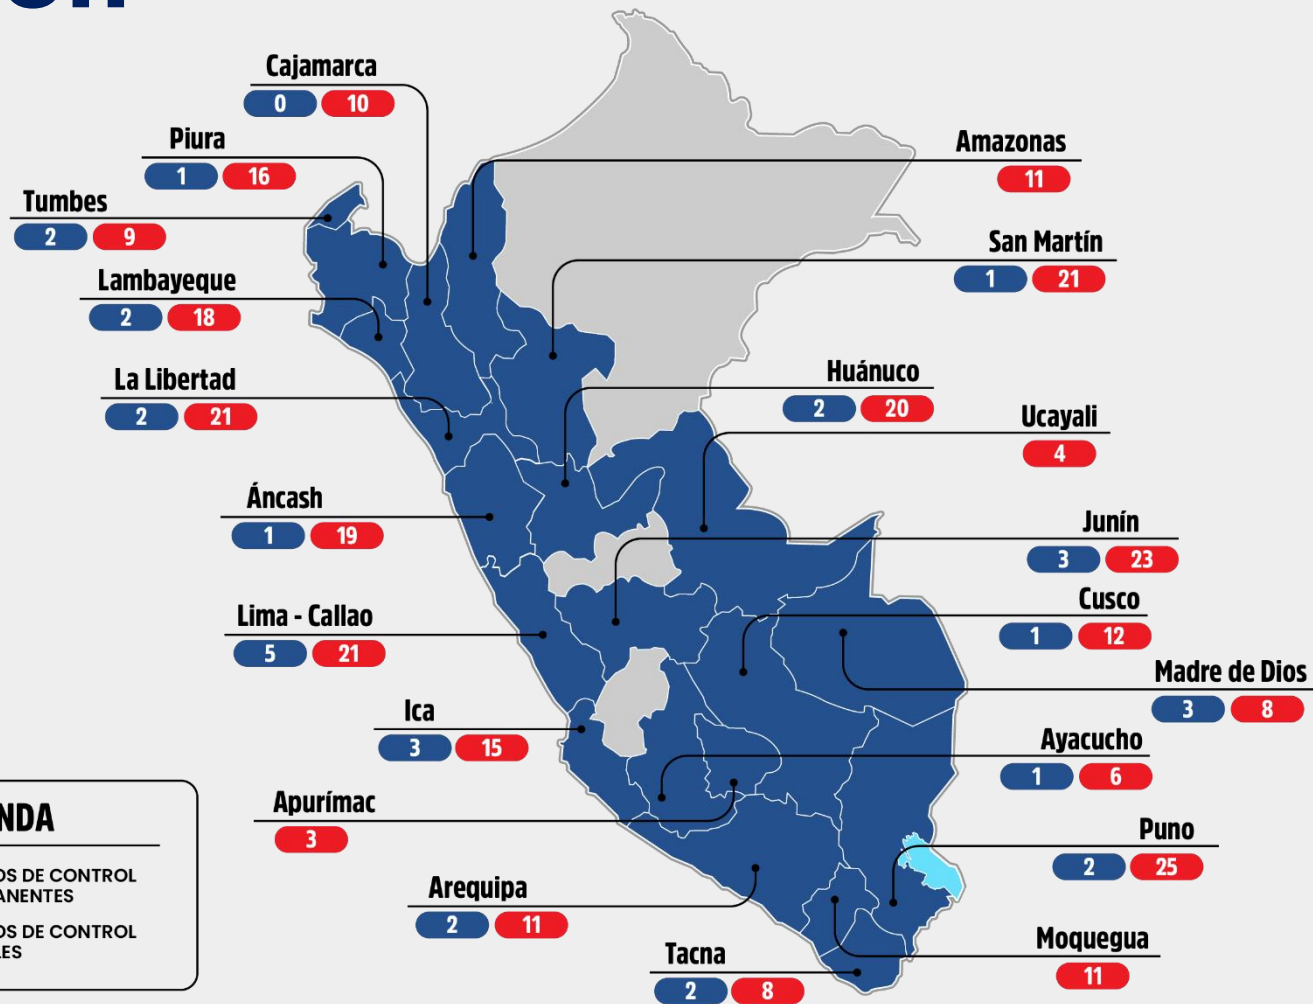 Cajamarca
0 10
Piura
1 16
Tumbes
2 9
Lambayeque
2 18
La Libertad
2 21
Áncash
1 19
Lima - Callao
5 21
Ica
3 15
Apurímac
3
Arequipa
2 11
Tacna
2 8
Amazonas
11
San Martín
1 21
Huánuco
2 20
Ucayali
4
Junín
3 23
Cusco
1 12
Madre de Dios
3 8
Ayacucho
1 6
Puno
2 25
Moquegua
11
NDA
OS DE CONTROL
ANENTES
OS DE CONTROL
LES